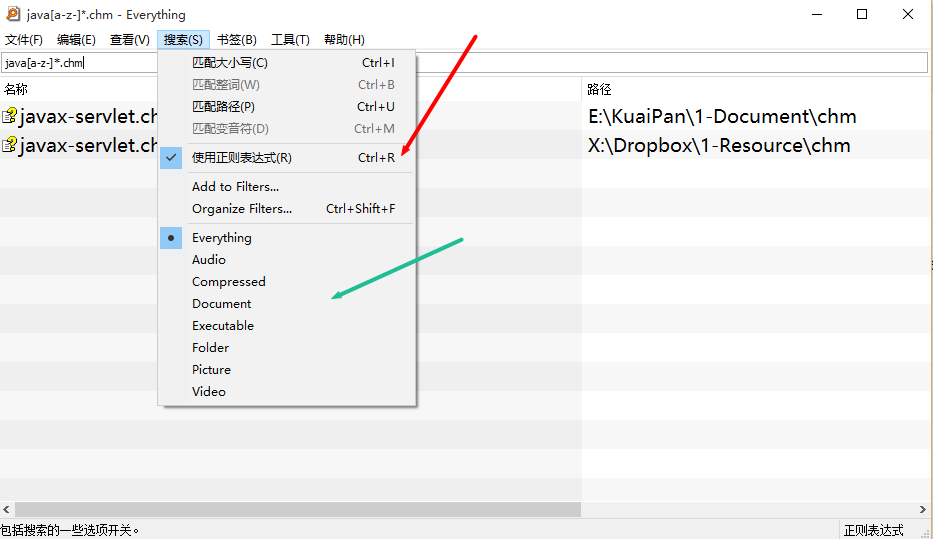 java[a-z-]*.chm - Everything
文件(F) 编辑(E) 查看(V) 搜索(S) 书签(B) 工具(T) 帮助(H)
java[a-z-]*.chm
匹配大小写(C) Ctrl+I
匹配整词(W) Ctrl+B
匹配路径(P) Ctrl+U
匹配变音符(D) Ctrl+M
使用正则表达式(R) Ctrl+R
Add to Filters...
Organize Filters... Ctrl+Shift+F
Everything
Audio
Compressed
Document
Executable
Folder
Picture
Video
名称 路径
javax-servlet.ch E:\KuaiPan\1-Document\chm
javax-servlet.ch X:\Dropbox\1-Resource\chm
包括搜索的一些选项开关。 正则表达式